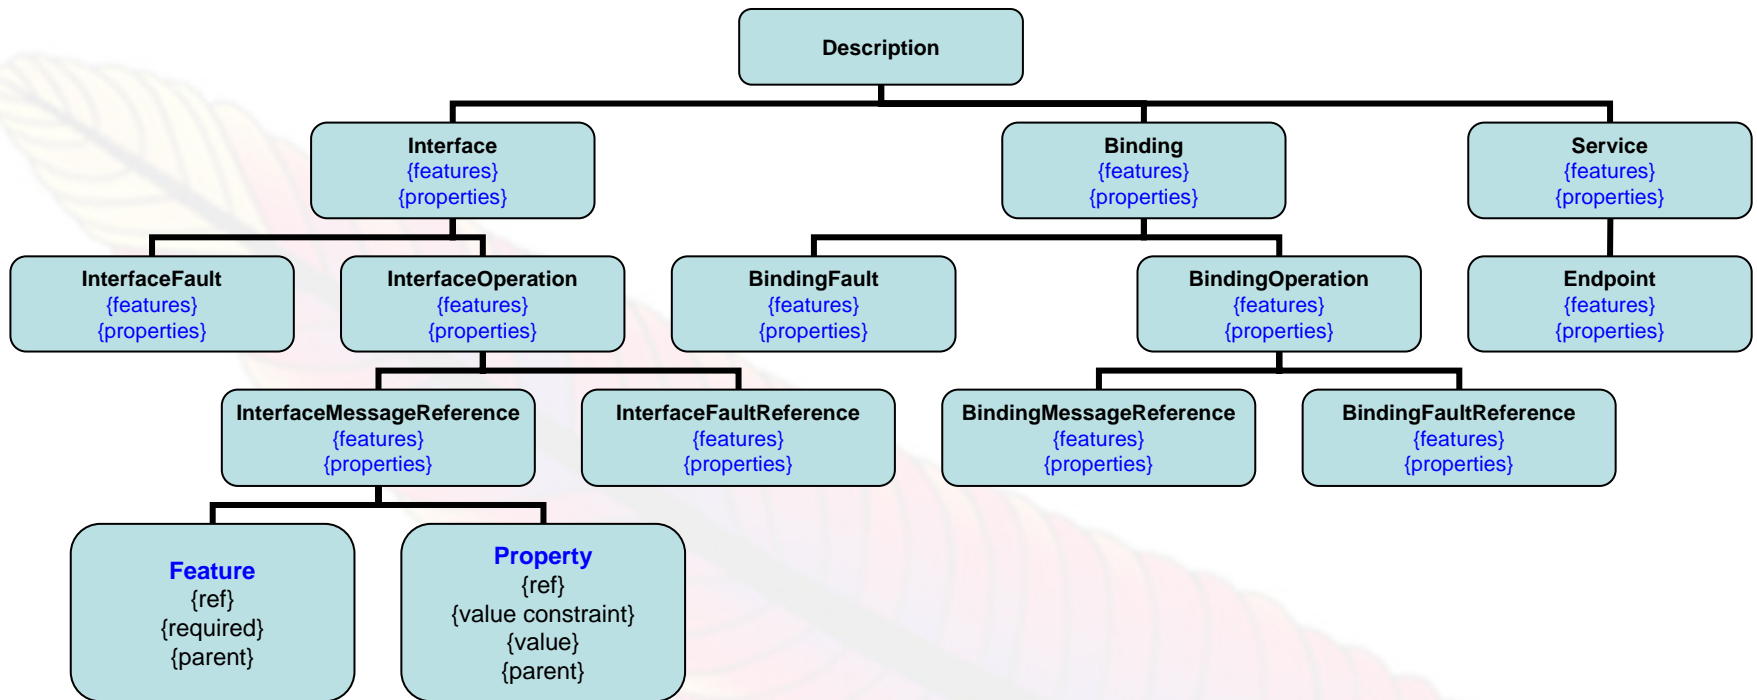 Description
Interface
{features}
{properties}
Binding
{features}
{properties}
Service
{features}
{properties}
InterfaceFault
{features}
{properties}
InterfaceOperation
{features}
{properties}
BindingFault
{features}
{properties}
BindingOperation
{features}
{properties}
Endpoint
{features}
{properties}
InterfaceMessageReference
{features}
{properties}
InterfaceFaultReference
{features}
{properties}
BindingMessageReference
{features}
{properties}
BindingFaultReference
{features}
{properties}
Feature
{ref}
{required}
{parent}
Property
{ref}
{value constraint}
{value}
{parent}